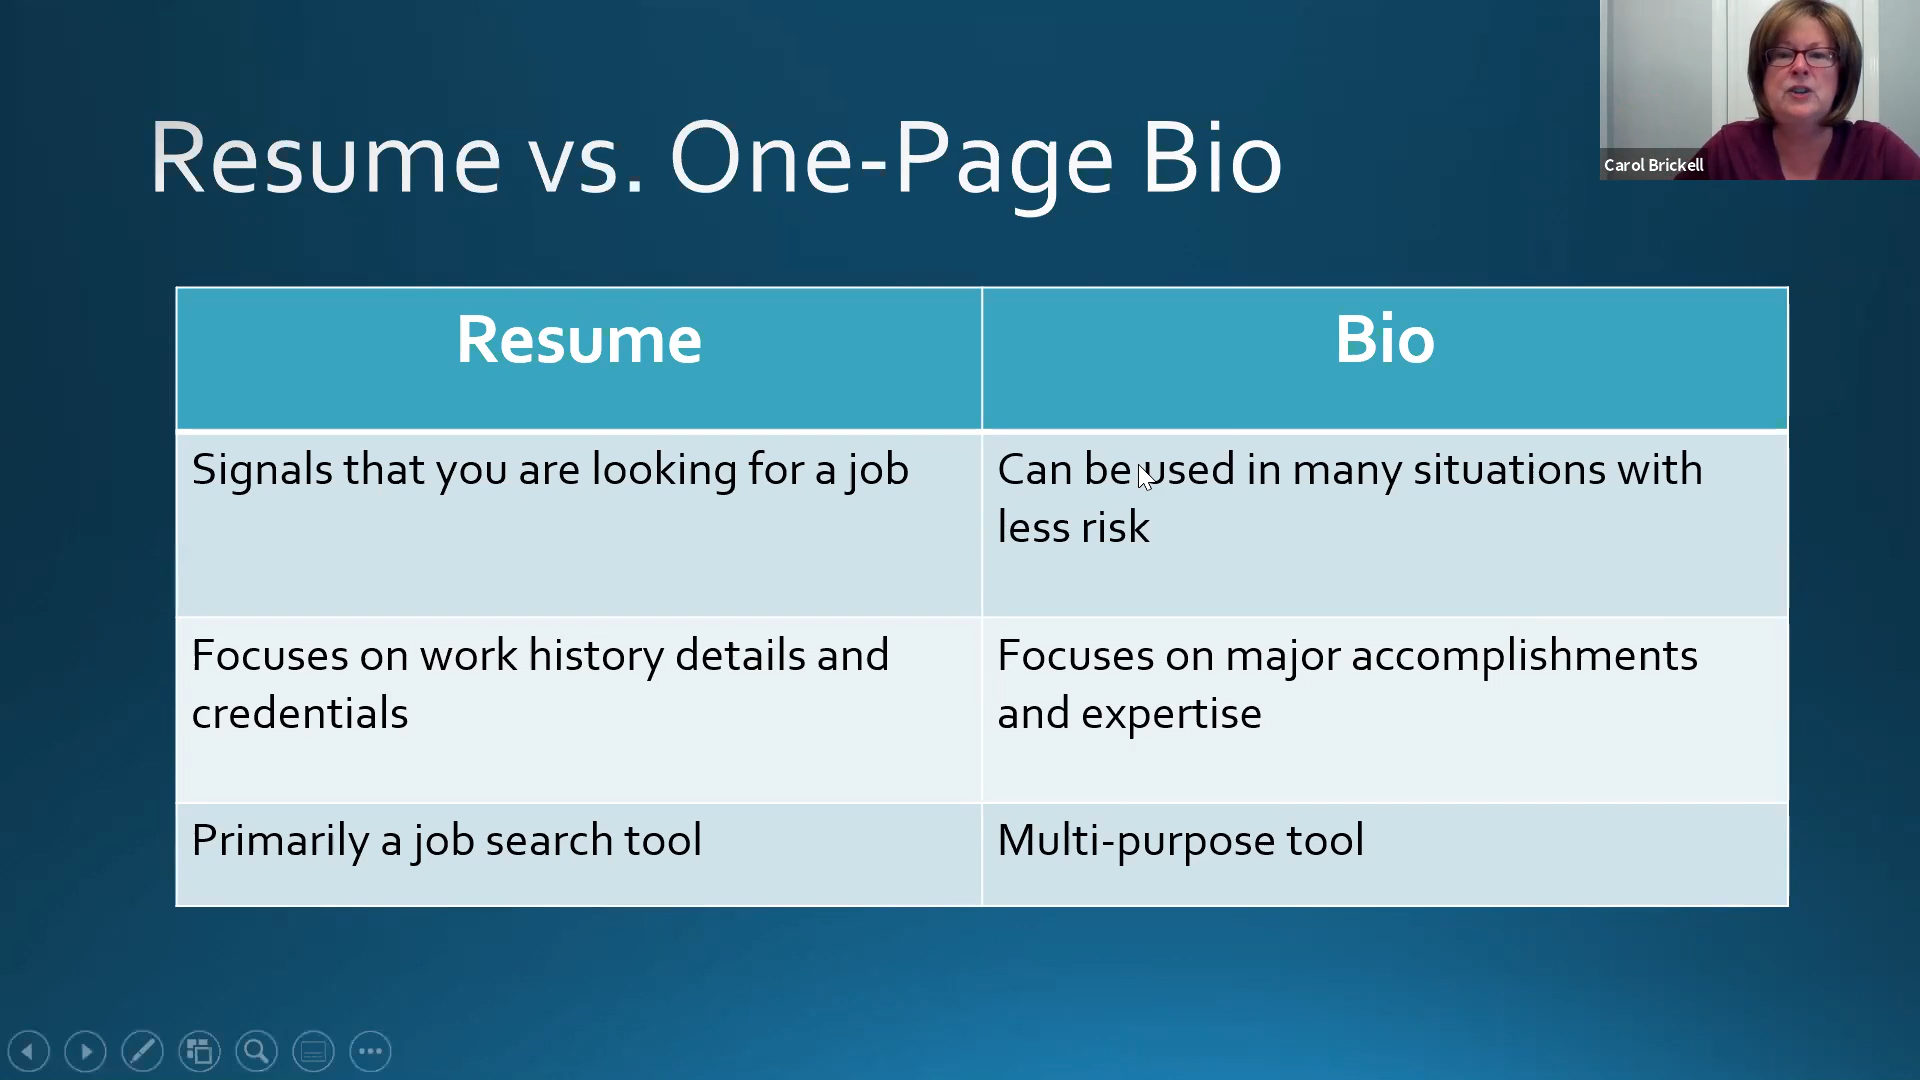 Resume vs. One-Page Bio
Carol Brickell
Resume
Bio
Signals that you are looking for a job
Can be used in many situations with
less risk
Focuses on work history details and
credentials
Focuses on major accomplishments
and expertise
Primarily a job search tool
Multi-purpose tool